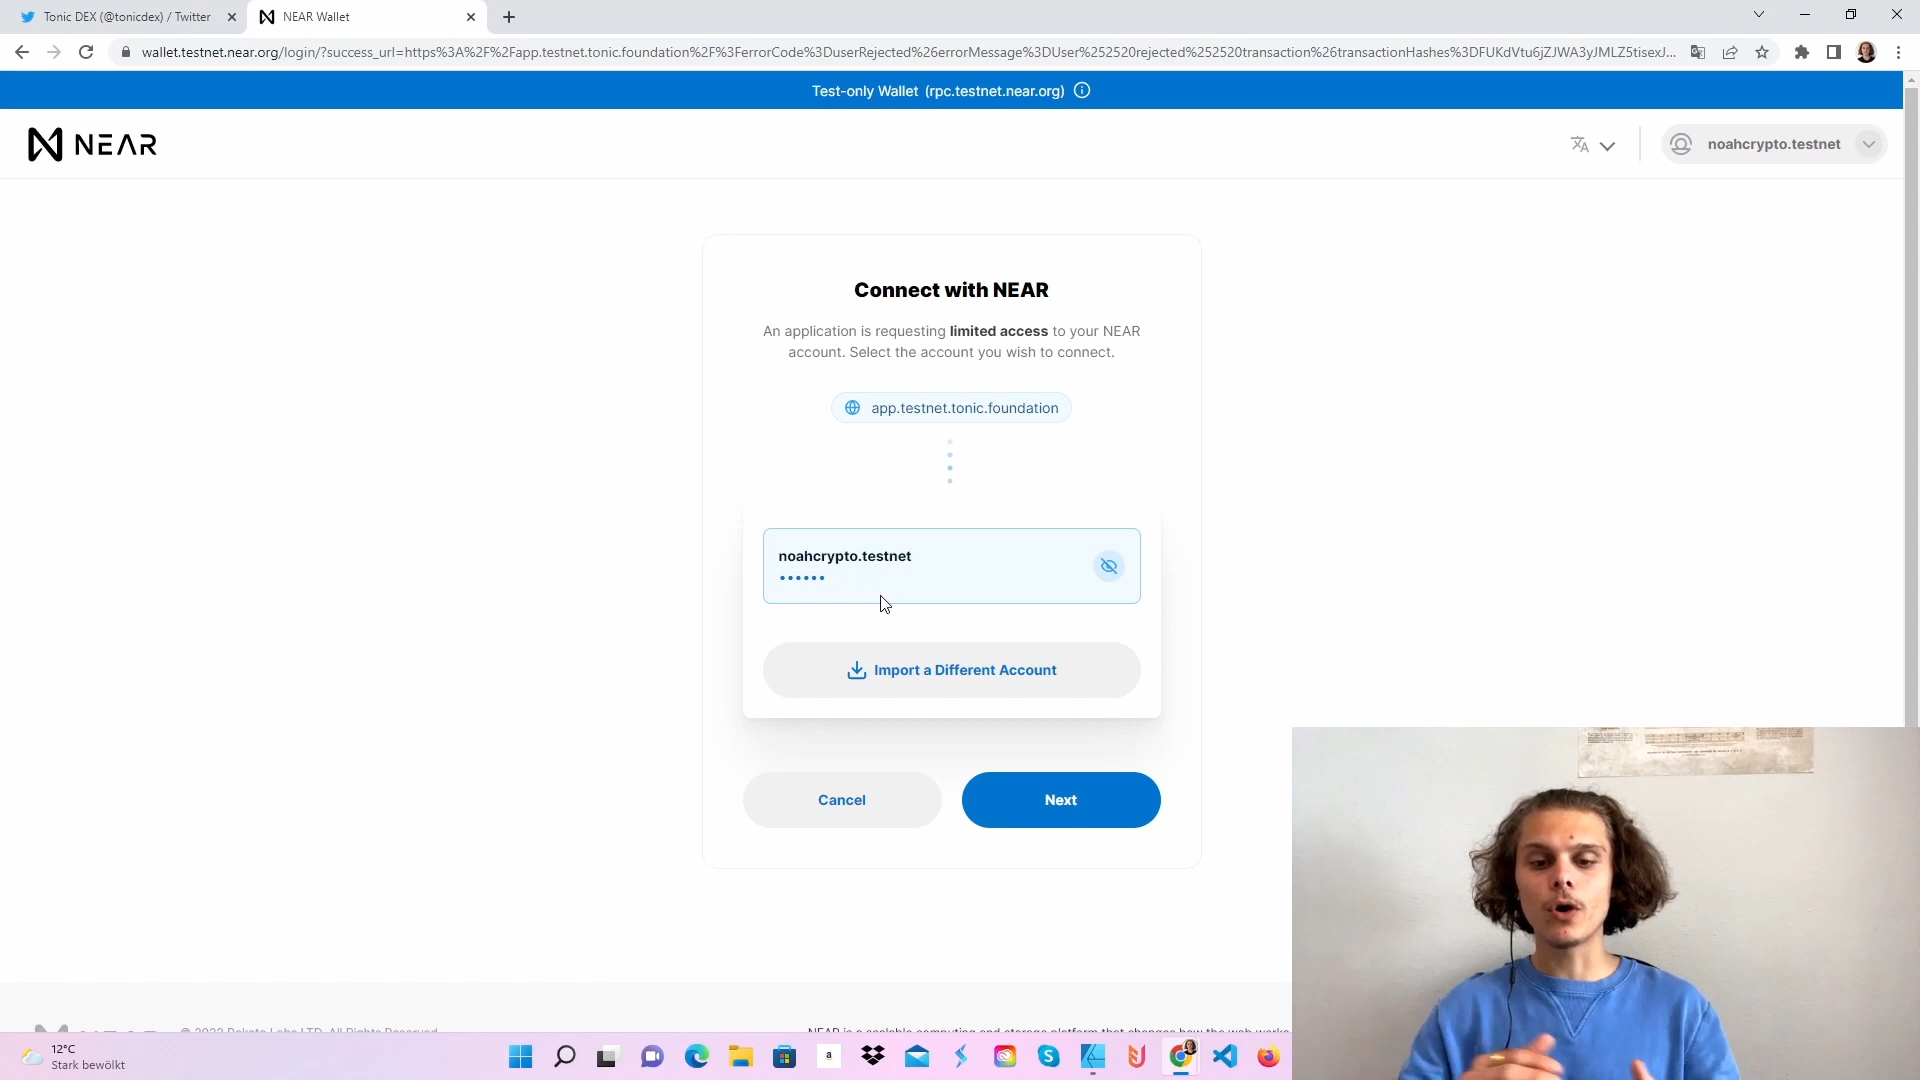 Tonic DEX (@tonicdex) / Twitter
NEAR Wallet
wallet.testnet.near.org/login/?success_url=https%3A%2F%2Fapp.testnet.tonic.foundation%2F%3FerrorCode%3DuserRejected%26errorMessage%3DUser%252520rejected%252520transaction%26transactionHashes%3DFUKdVtu6jZJWA3yJMLZ5tisexJ...
Test-only Wallet (rpc.testnet.near.org)
NEAR
noahcrypto.testnet
Connect with NEAR
An application is requesting limited access to your NEAR
account. Select the account you wish to connect.
app.testnet.tonic.foundation
noahcrypto.testnet
Import a Different Account
Cancel
Next
12°C
Stark bewölkt